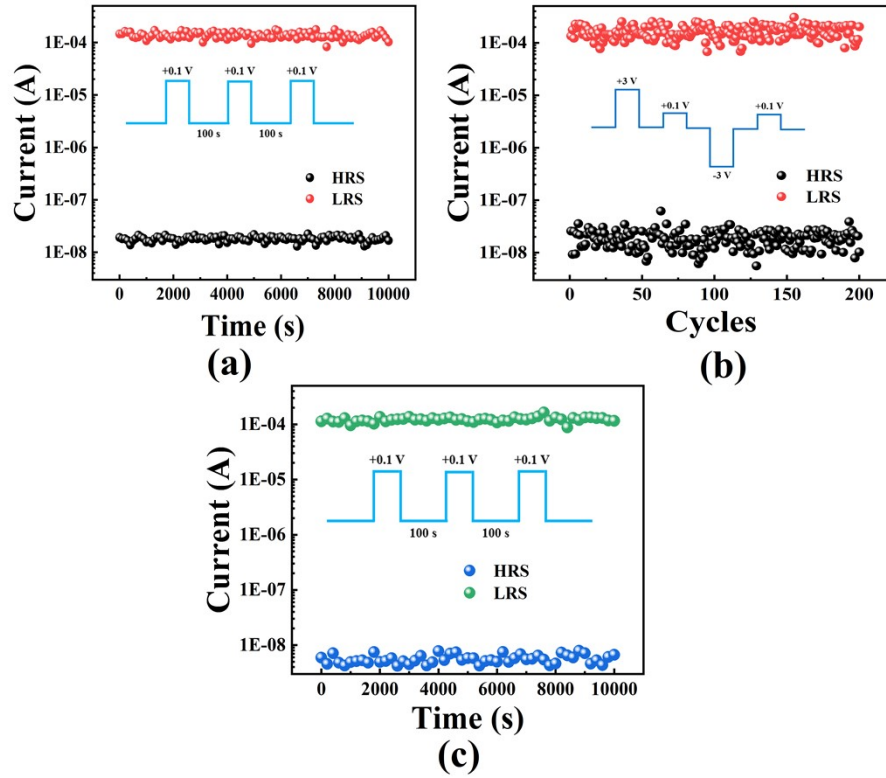 Current (A)
1E-04
1E-05
1E-06
1E-07
1E-08
+0.1 V +0.1 V +0.1 V
100 s 100 s
HRS
LRS
0 2000 4000 6000 8000 10000
Time (s)
(a)
Current (A)
1E-04
1E-05
1E-06
1E-07
1E-08
+3 V
+0.1 V +0.1 V
-3 V
HRS
LRS
0 50 100 150 200
Cycles
(b)
Current (A)
1E-04
1E-05
1E-06
1E-07
1E-08
+0.1 V +0.1 V +0.1 V
100 s 100 s
HRS
LRS
0 2000 4000 6000 8000 10000
Time (s)
(c)